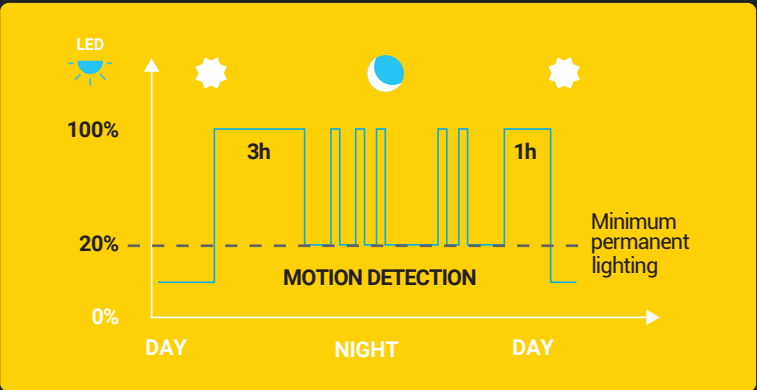 LED
100%
3h
1h
20%
Minimum
permanent
lighting
MOTION DETECTION
0%
DAY
NIGHT
DAY